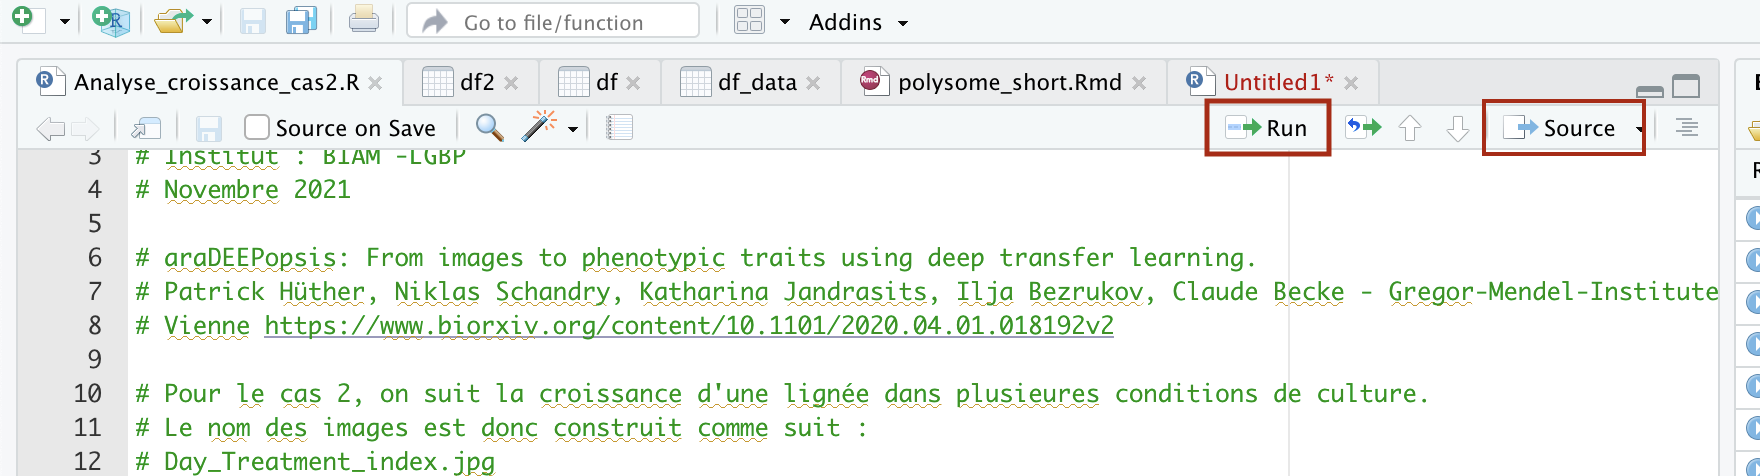 Go to file/function Addins
Analyse_croissance_cas2.R df2 df df_data polysome_short.Rmd Untitled1*
Source on Save Run Source
3 # Institut : BIAM -LGBP
4 # Novembre 2021
5
6 # araDEEPopsis: From images to phenotypic traits using deep transfer learning.
7 # Patrick Hüther, Niklas Schandry, Katharina Jandrasits, Ilja Bezrukov, Claude Becke - Gregor-Mendel-Institute
8 # Vienne https://www.biorxiv.org/content/10.1101/2020.04.01.018192v2
9
10 # Pour le cas 2, on suit la croissance d'une lignée dans plusieures conditions de culture.
11 # Le nom des images est donc construit comme suit :
12 # Day_Treatment_index.jpg